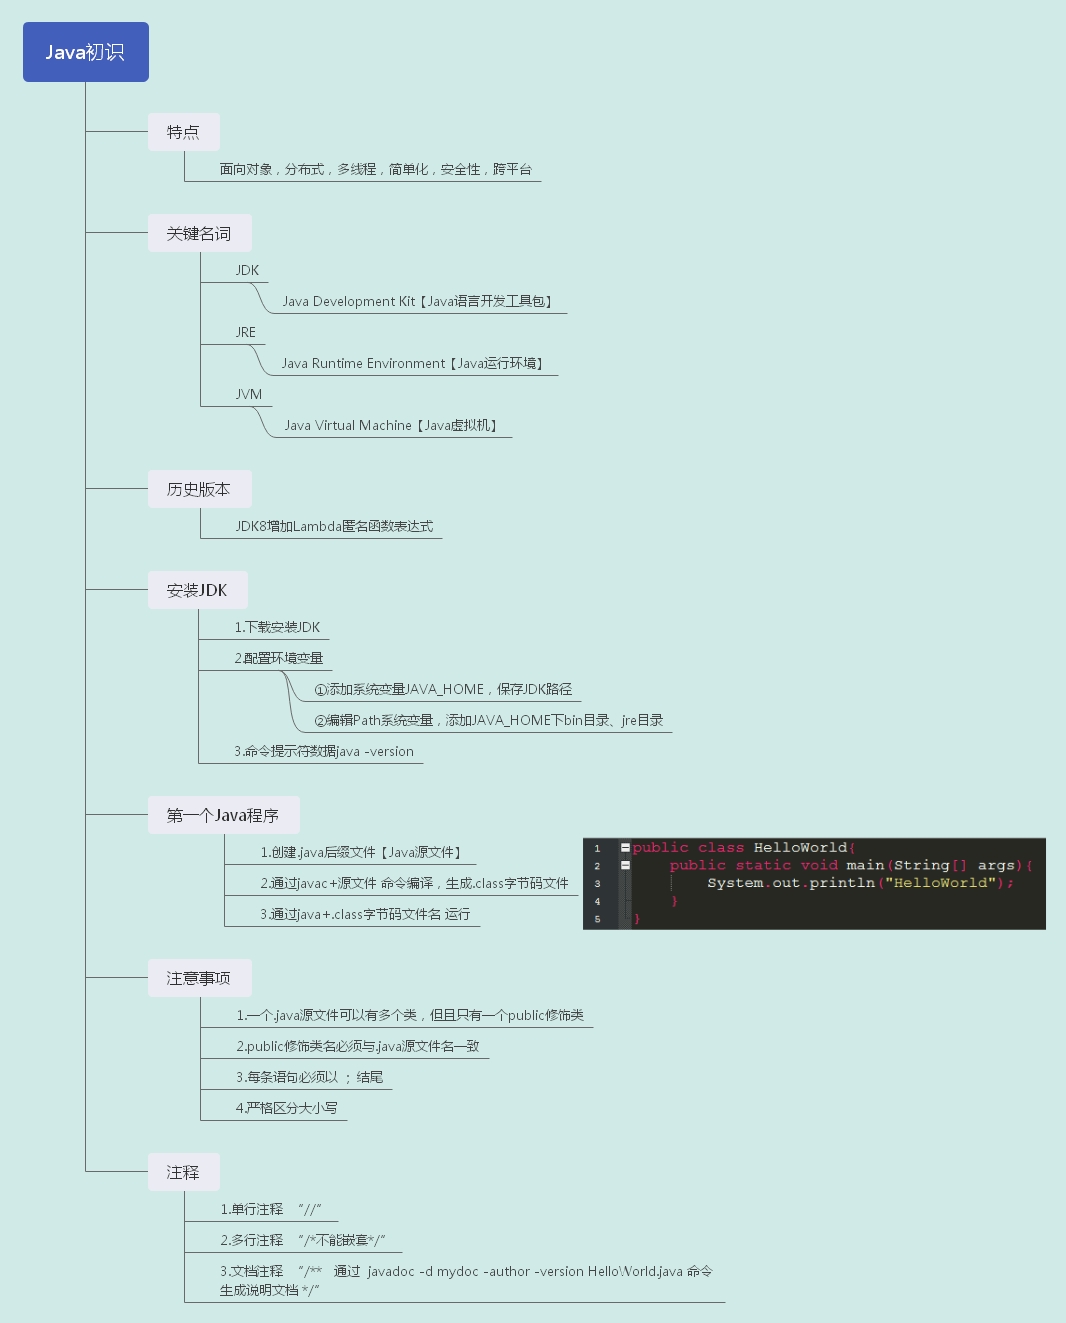 Java初识
特点
面向对象，分布式，多线程，简单化，安全性，跨平台
关键名词
JDK
Java Development Kit【Java语言开发工具包】
JRE
Java Runtime Environment【Java运行环境】
JVM
Java Virtual Machine【Java虚拟机】
历史版本
JDK8增加Lambda匿名函数表达式
安装JDK
1.下载安装JDK
2.配置环境变量
①添加系统变量JAVA_HOME，保存JDK路径
②编辑Path系统变量，添加JAVA_HOME下bin目录、jre目录
3.命令提示符数据java -version
第一个Java程序
1.创建.java后缀文件【Java源文件】
2.通过javac+源文件 命令编译，生成.class字节码文件
3.通过java+.class字节码文件名 运行
1 public class HelloWorld{
2 public static void main(String[] args){
3 System.out.println("HelloWorld");
4 }
5 }
注意事项
1.一个.java源文件可以有多个类，但且只有一个public修饰类
2.public修饰类名必须与.java源文件名一致
3.每条语句必须以 ；结尾
4.严格区分大小写
注释
1.单行注释 “//”
2.多行注释 “/*不能嵌套*/”
3.文档注释 “/** 通过 javadoc -d mydoc -author -version HelloWorld.java 命令
生成说明文档 */”